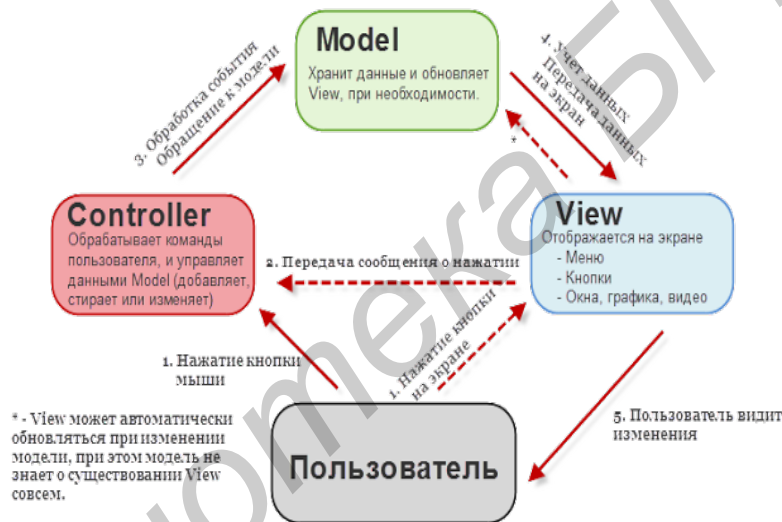 Model
Хранит данные и обновляет
View, при необходимости.
3. Обработка события
Обращение к модели
4. Учет данных
Передача данных
на экран
*
Controller
Обрабатывает команды
пользователя, и управляет
данными Model (добавляет,
стирает или изменяет)
View
Отображается на экране
- Меню
- Кнопки
- Окна, графика, видео
2. Передача сообщения о нажатии
1. Нажатие кнопки
мыши
1. Нажатие кнопки
на экране
5. Пользователь видит
изменения
* - View может автоматически
обновляться при изменении
модели, при этом модель не
знает о существовании View
совсем.
Пользователь